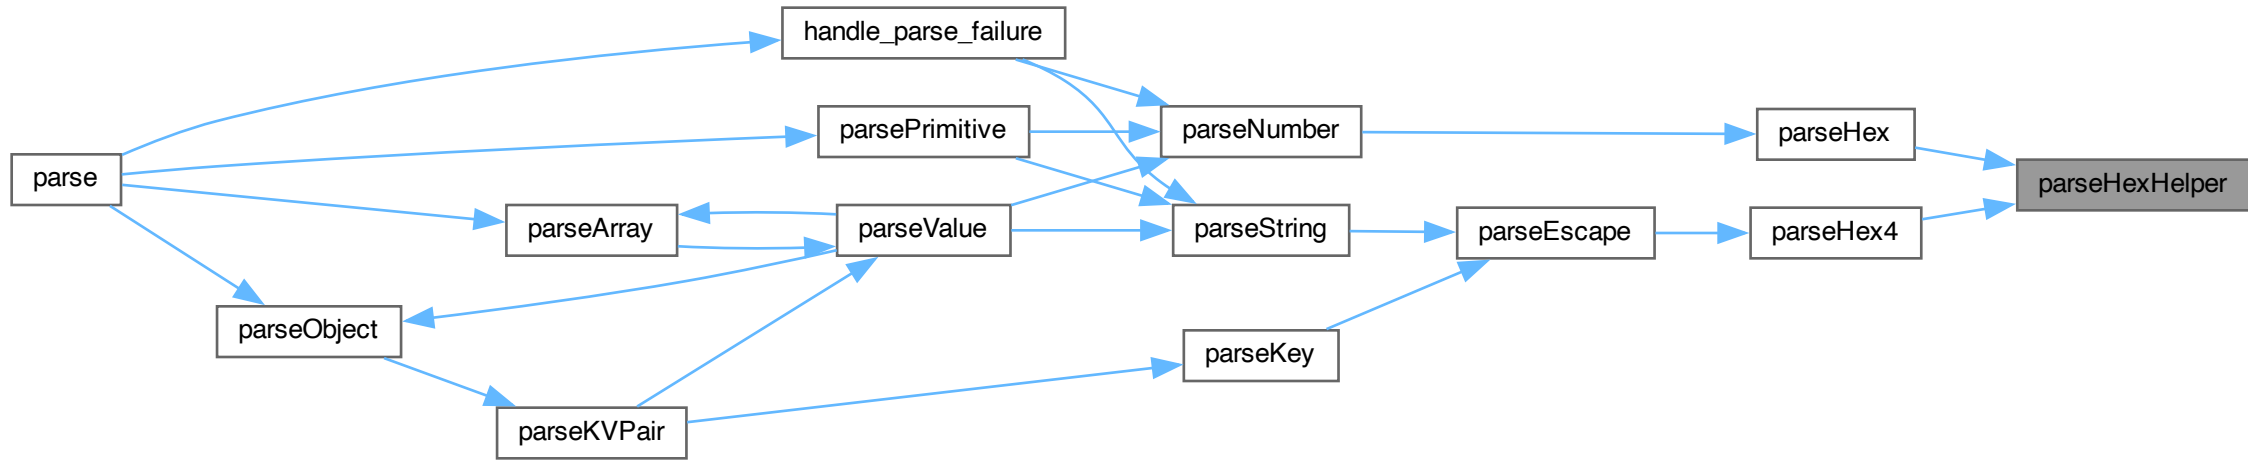 handle_parse_failure
parsePrimitive
parseNumber
parseHex
parse
parseHexHelper
parseArray
parseValue
parseString
parseEscape
parseHex4
parseObject
parseKey
parseKVPair